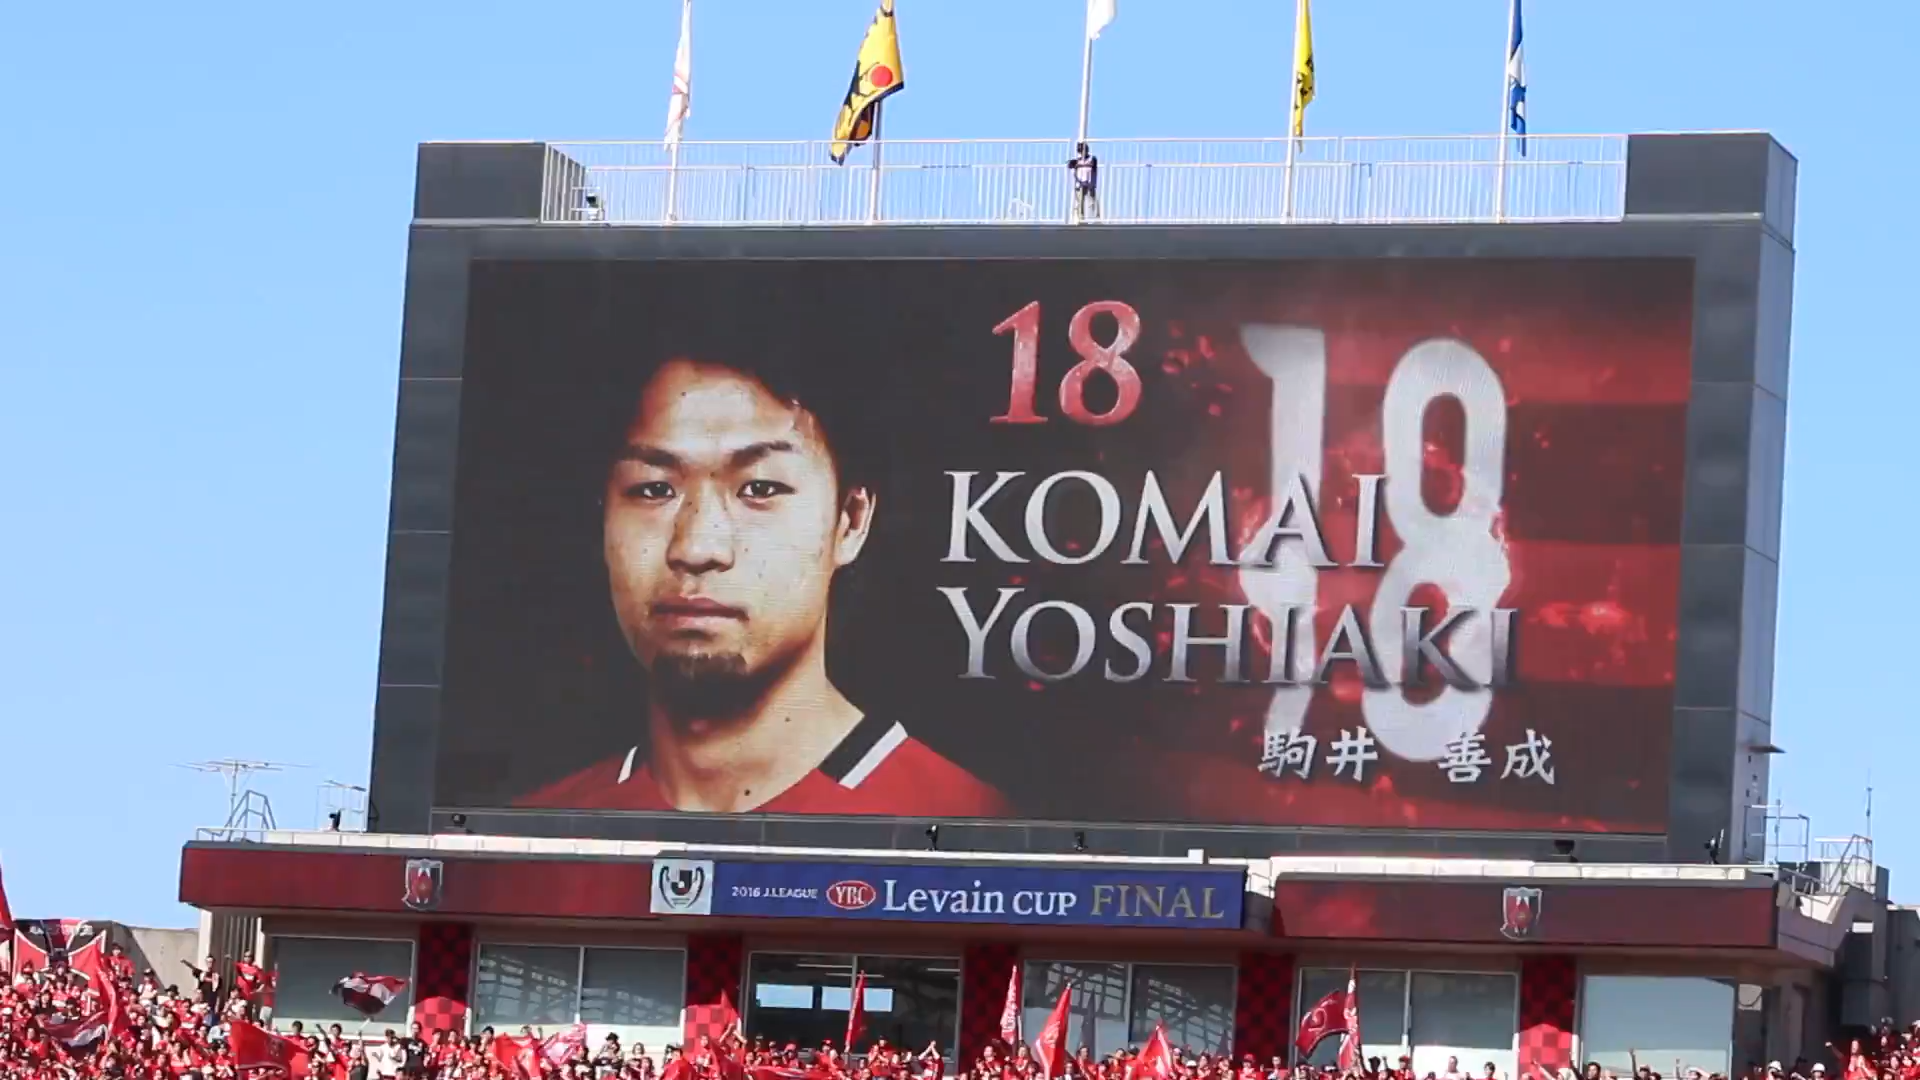 18
18
KOMAI
YOSHIAKI
駒井 善成
2016 J.LEAGUE YBC Levain CUP FINAL